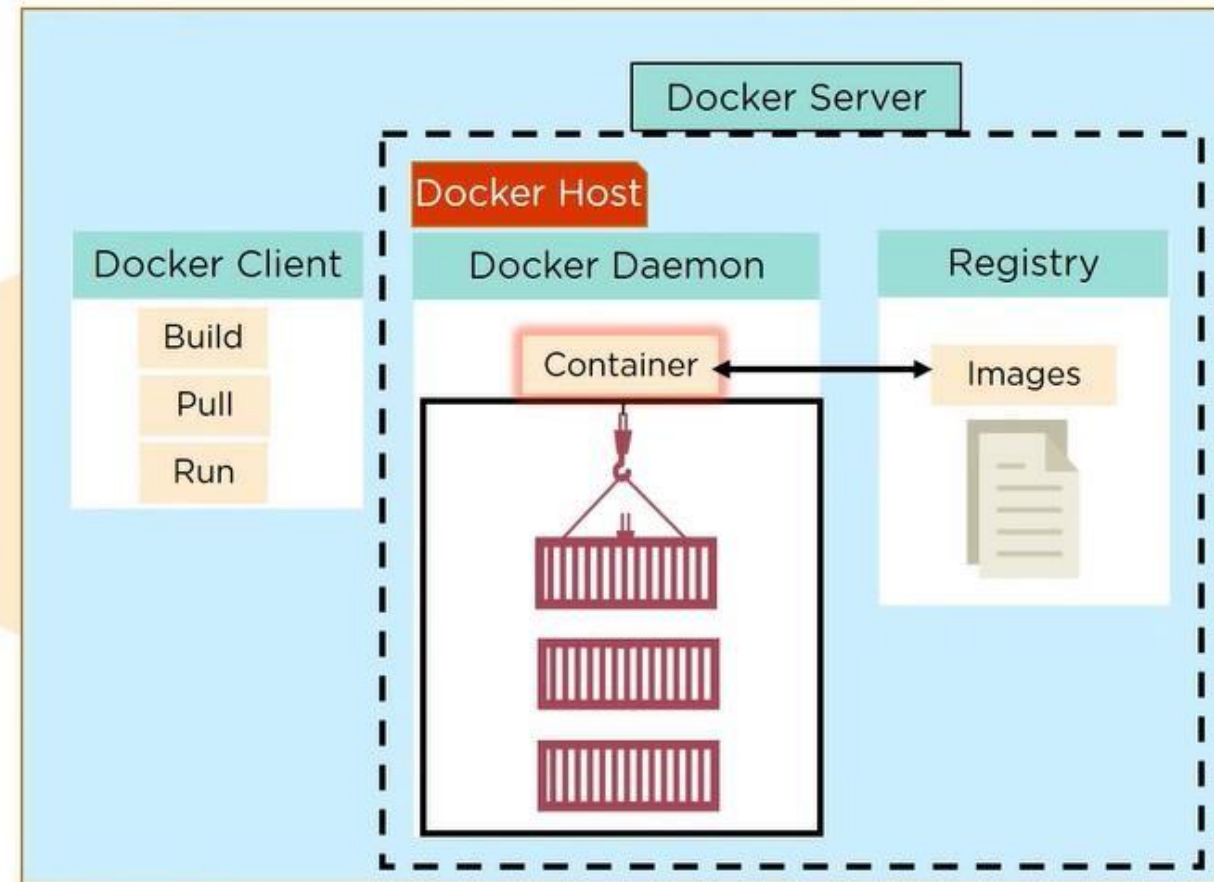 Docker Server
Docker Host
Docker Client
Docker Daemon
Registry
Build
Pull
Run
Container
Images